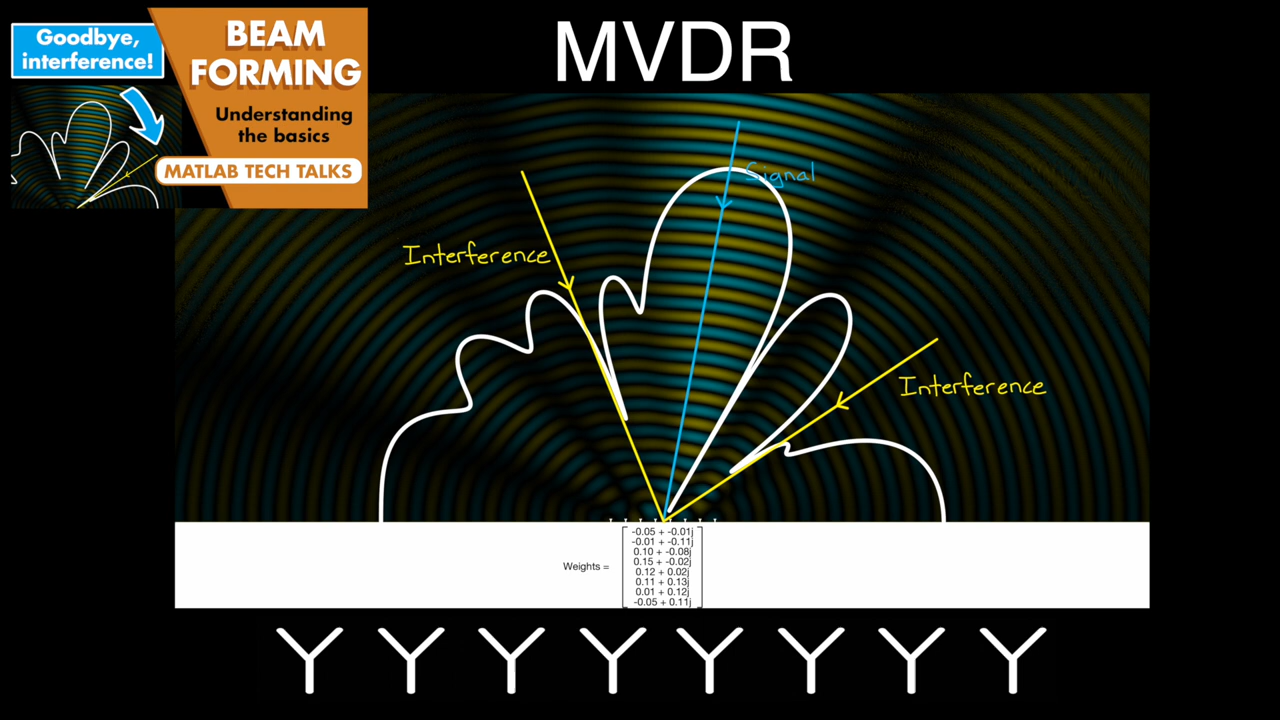 Goodbye,
interference!
BEAM
FORMING
Understanding
the basics
MATLAB TECH TALKS
MVDR
Signal
Interference
Interference
Weights =
-0.05 + -0.01j
-0.01 + -0.11j
0.10 + -0.08j
0.15 + -0.02j
0.12 + 0.02j
0.11 + 0.13j
0.01 + 0.12j
-0.05 + 0.11j